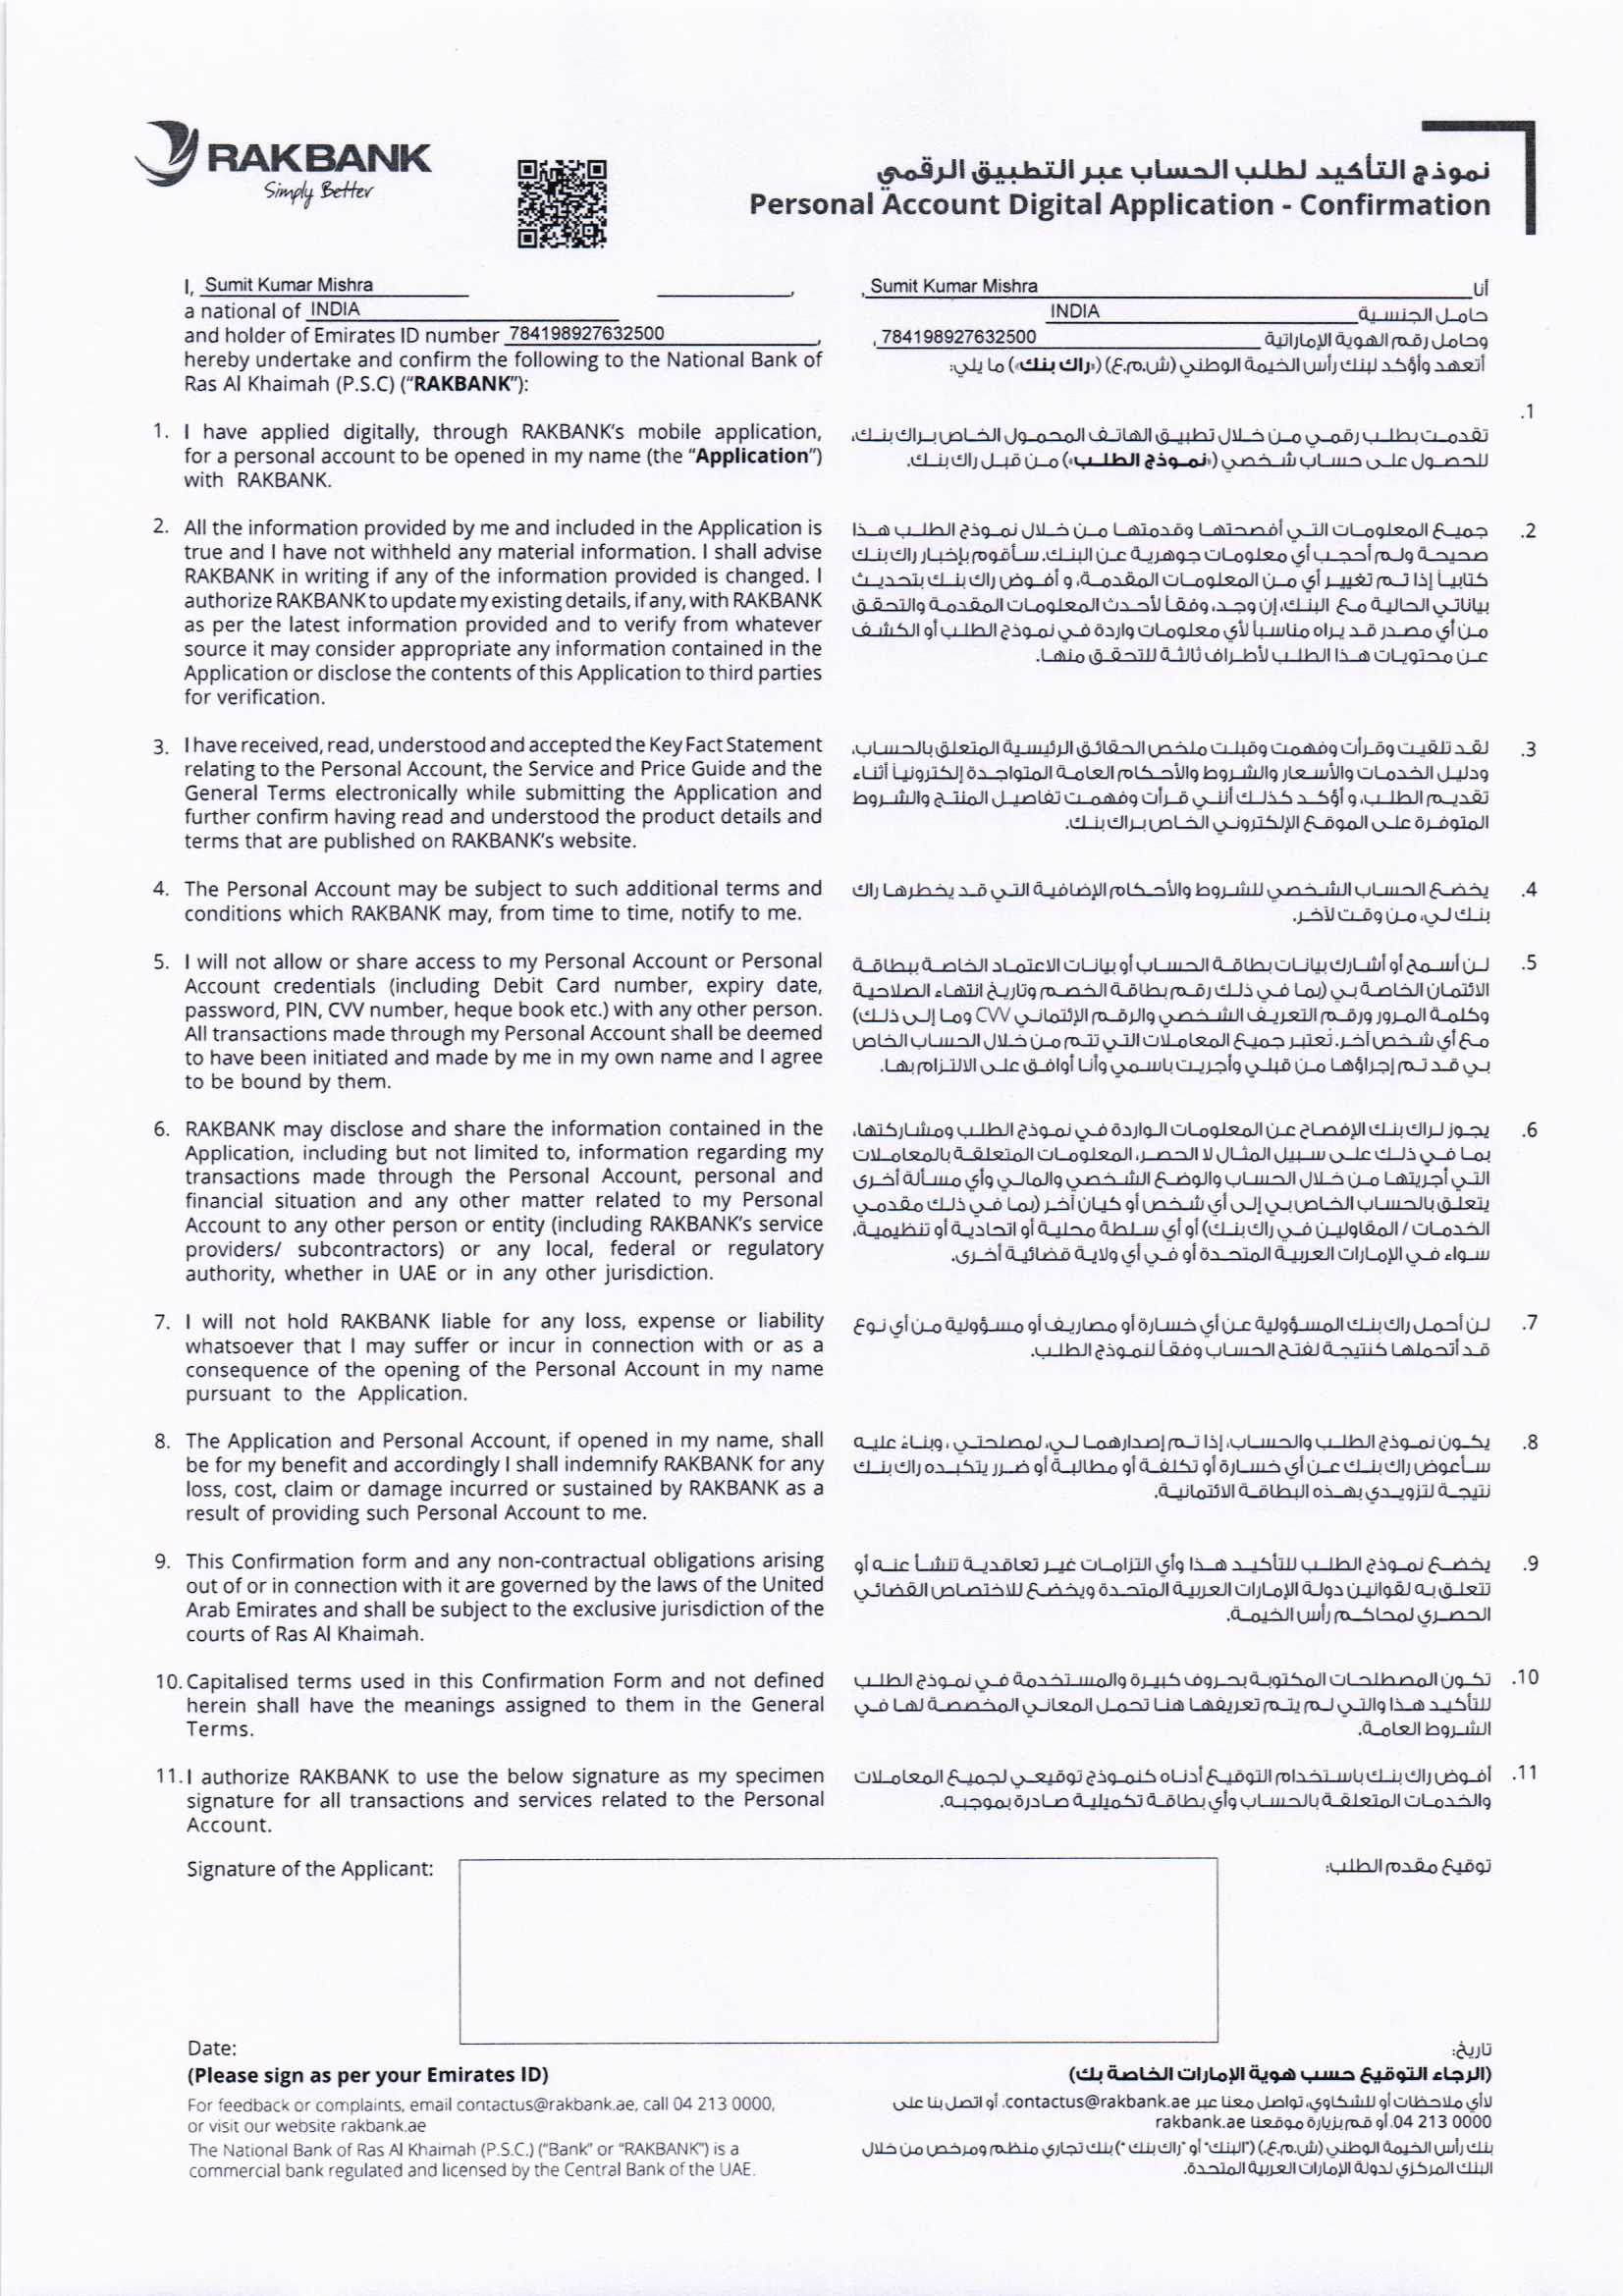 RAKBANK
Simply Better
نموذج التأكيد لطلب الحساب عبر التطبيق الرقمي
Personal Account Digital Application - Confirmation
I, Sumit Kumar Mishra ,
a national of INDIA
and holder of Emirates ID number 784198927632500 ,
hereby undertake and confirm the following to the National Bank of
Ras Al Khaimah (P.S.C) (“RAKBANK”):
أنا Sumit Kumar Mishra ,
حامل الجنسية INDIA
وحامل رقم الهوية الإماراتية 784198927632500 ,
أتعهد وأؤكد لبنك رأس الخيمة الوطني (ش.م.ع) («راك بنك») ما يلي:
1. I have applied digitally, through RAKBANK’s mobile application,
for a personal account to be opened in my name (the “Application”)
with RAKBANK.
1.
تقدمت بطلب رقمي من خلال تطبيق الهاتف المحمول الخاص براك بنك،
للحصول على حساب شخصي («نموذج الطلب») من قبل راك بنك.
2. All the information provided by me and included in the Application is
true and I have not withheld any material information. I shall advise
RAKBANK in writing if any of the information provided is changed. I
authorize RAKBANK to update my existing details, if any, with RAKBANK
as per the latest information provided and to verify from whatever
source it may consider appropriate any information contained in the
Application or disclose the contents of this Application to third parties
for verification.
2. جميع المعلومات التي أفصحتها وقدمتها من خلال نموذج الطلب هذا
صحيحة ولم أحجب أي معلومات جوهرية عن البنك. سأقوم بإخبار راك بنك
كتابياً إذا تم تغيير أي من المعلومات المقدمة، و أفوض راك بنك بتحديث
بياناتي الحالية مع البنك، إن وجد، وفقاً لأحدث المعلومات المقدمة والتحقق
من أي مصدر قد يراه مناسباً لأي معلومات واردة في نموذج الطلب أو الكشف
عن محتويات هذا الطلب لأطراف ثالثة للتحقق منها.
3. I have received, read, understood and accepted the Key Fact Statement
relating to the Personal Account, the Service and Price Guide and the
General Terms electronically while submitting the Application and
further confirm having read and understood the product details and
terms that are published on RAKBANK’s website.
3. لقد تلقيت وقرأت وفهمت وقبلت ملخص الحقائق الرئيسية المتعلق بالحساب،
ودليل الخدمات والأسعار والشروط والأحكام العامة المتواجدة إلكترونياً أثناء
تقديم الطلب، و أؤكد كذلك أنني قرأت وفهمت تفاصيل المنتج والشروط
المتوفرة على الموقع الإلكتروني الخاص براك بنك.
4. The Personal Account may be subject to such additional terms and
conditions which RAKBANK may, from time to time, notify to me.
4. يخضع الحساب الشخصي للشروط والأحكام الإضافية التي قد يخطرها راك
بنك لي، من وقت لآخر.
5. I will not allow or share access to my Personal Account or Personal
Account credentials (including Debit Card number, expiry date,
password, PIN, CVV number, heque book etc.) with any other person.
All transactions made through my Personal Account shall be deemed
to have been initiated and made by me in my own name and I agree
to be bound by them.
5. لن أسمح أو أشارك بيانات بطاقة الحساب أو بيانات الاعتماد الخاصة ببطاقة
الائتمان الخاصة بي (بما في ذلك رقم بطاقة الخصم وتاريخ انتهاء الصلاحية
وكلمة المرور ورقم التعريف الشخصي والرقم الإئتماني CVV وما إلى ذلك)
مع أي شخص آخر. تعتبر جميع المعاملات التي تتم من خلال الحساب الخاص
بي قد تم إجراؤها من قبلي وأجريت باسمي وأنا أوافق على الالتزام بها.
6. RAKBANK may disclose and share the information contained in the
Application, including but not limited to, information regarding my
transactions made through the Personal Account, personal and
financial situation and any other matter related to my Personal
Account to any other person or entity (including RAKBANK’s service
providers/ subcontractors) or any local, federal or regulatory
authority, whether in UAE or in any other jurisdiction.
6. يجوز لراك بنك الإفصاح عن المعلومات الواردة في نموذج الطلب ومشاركتها،
بما في ذلك على سبيل المثال لا الحصر، المعلومات المتعلقة بالمعاملات
التي أجريتها من خلال الحساب والوضع الشخصي والمالي وأي مسألة أخرى
يتعلق بالحساب الخاص بي إلى أي شخص أو كيان آخر (بما في ذلك مقدمي
الخدمات / المقاولين في راك بنك) أو أي سلطة محلية أو اتحادية أو تنظيمية،
سواء في الإمارات العربية المتحدة أو في أي ولاية قضائية أخرى.
7. I will not hold RAKBANK liable for any loss, expense or liability
whatsoever that I may suffer or incur in connection with or as a
consequence of the opening of the Personal Account in my name
pursuant to the Application.
7. لن أحمل راك بنك المسؤولية عن أي خسارة أو مصاريف أو مسؤولية من أي نوع
قد أتحملها كنتيجة لفتح الحساب وفقاً لنموذج الطلب.
8. The Application and Personal Account, if opened in my name, shall
be for my benefit and accordingly I shall indemnify RAKBANK for any
loss, cost, claim or damage incurred or sustained by RAKBANK as a
result of providing such Personal Account to me.
8. يكون نموذج الطلب والحساب، إذا تم إصدارهما لي، لمصلحتي ، وبناءً عليه
سأعوض راك بنك عن أي خسارة أو تكلفة أو مطالبة أو ضرر يتكبده راك بنك
نتيجة لتزويدي بهذه البطاقة الائتمانية.
9. This Confirmation form and any non-contractual obligations arising
out of or in connection with it are governed by the laws of the United
Arab Emirates and shall be subject to the exclusive jurisdiction of the
courts of Ras Al Khaimah.
9. يخضع نموذج الطلب للتأكيد هذا وأي التزامات غير تعاقدية تنشأ عنه أو
تتعلق به لقوانين دولة الإمارات العربية المتحدة ويخضع للاختصاص القضائي
الحصري لمحاكم رأس الخيمة.
10. Capitalised terms used in this Confirmation Form and not defined
herein shall have the meanings assigned to them in the General
Terms.
10. تكون المصطلحات المكتوبة بحروف كبيرة والمستخدمة في نموذج الطلب
للتأكيد هذا والتي لم يتم تعريفها هنا تحمل المعاني المخصصة لها في
الشروط العامة.
11. I authorize RAKBANK to use the below signature as my specimen
signature for all transactions and services related to the Personal
Account.
11. أفوض راك بنك باستخدام التوقيع أدناه كنموذج توقيعي لجميع المعاملات
والخدمات المتعلقة بالحساب وأي بطاقة تكميلية صادرة بموجبه.
Signature of the Applicant:
توقيع مقدم الطلب:
Date:
تاريخ:
(Please sign as per your Emirates ID)
(الرجاء التوقيع حسب هوية الإمارات الخاصة بك)
For feedback or complaints, email contactus@rakbank.ae, call 04 213 0000,
or visit our website rakbank.ae
The National Bank of Ras Al Khaimah (P.S.C.) (“Bank” or “RAKBANK”) is a
commercial bank regulated and licensed by the Central Bank of the UAE.
لاأي ملاحظات أو للشكاوي، تواصل معنا عبر contactus@rakbank.ae. أو اتصل بنا على
04 213 0000. أو قم بزيارة موقعنا rakbank.ae
بنك رأس الخيمة الوطني (ش.م.ع.) ("البنك" أو "راك بنك") بنك تجاري منظم ومرخص من خلال
البنك المركزي لدولة الإمارات العربية المتحدة.